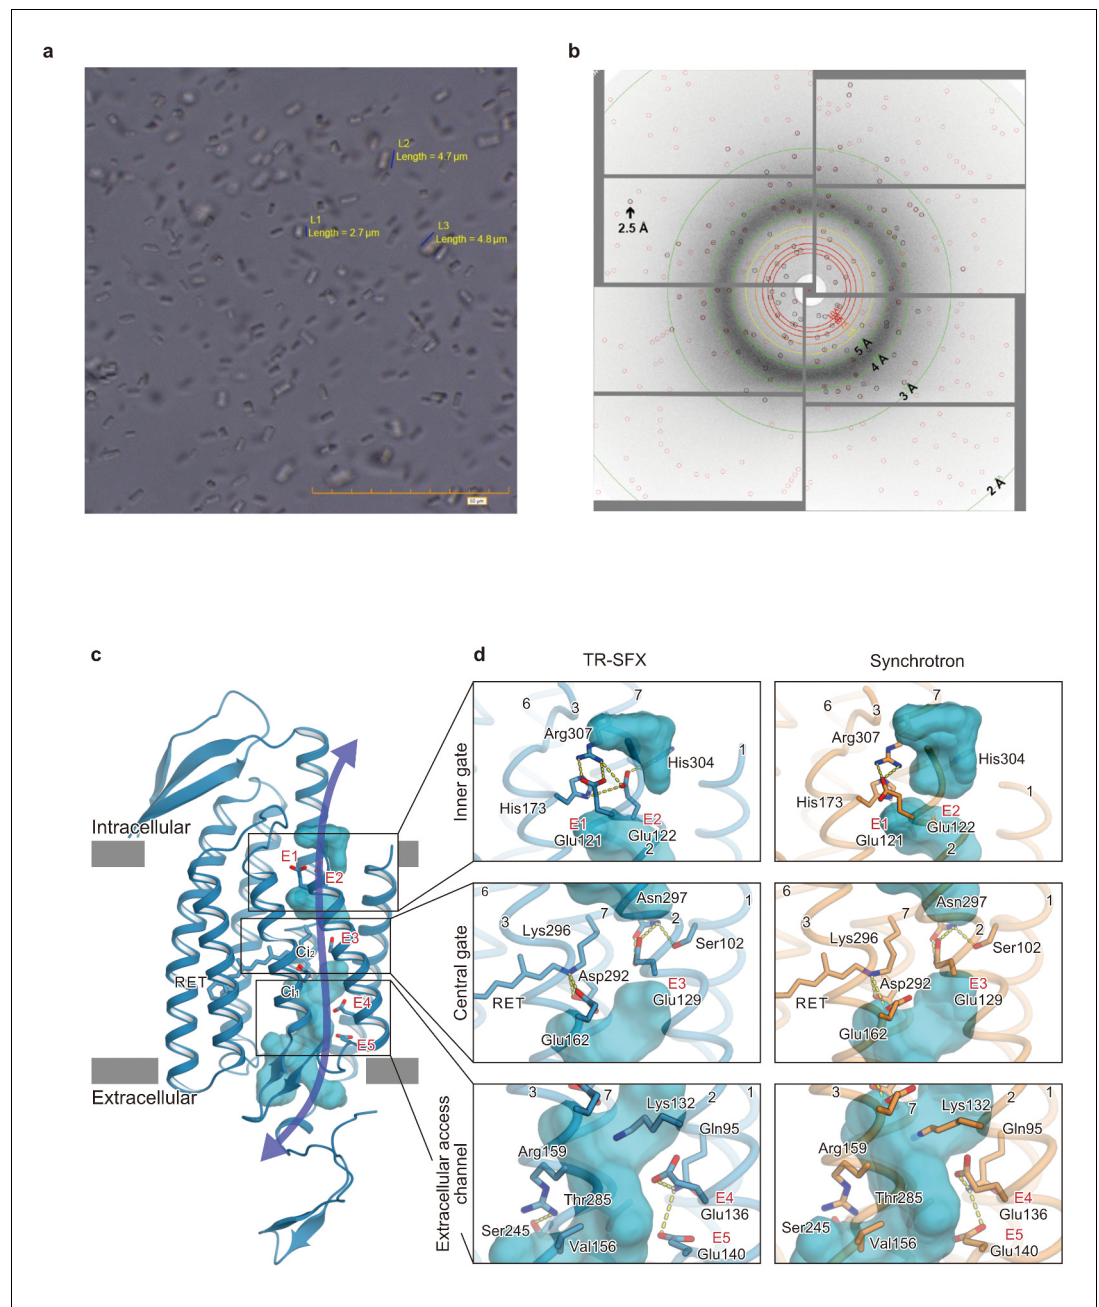 a
b
L2
Length = 4.7 µm
L1
Length = 2.7 µm
L3
Length = 4.8 µm
2.5 Å
5 Å
4 Å
3 Å
2 Å
c
d
TR-SFX
Synchrotron
Intracellular
Extracellular
E1
E2
E3
Ci2
RET
Ci1
E4
E5
Inner gate
6
3
7
1
Arg307
His304
His173
E1
E2
Glu121
Glu122
2
6
3
7
1
Arg307
His304
His173
E1
E2
Glu121
Glu122
2
Central gate
6
3
7
2
1
Asn297
Lys296
Ser102
Asp292
RET
E3
Glu129
Glu162
6
3
7
2
1
Asn297
Lys296
Ser102
Asp292
RET
E3
Glu129
Glu162
Extracellular access
channel
3
7
2
1
Lys132
Gln95
Arg159
Thr285
E4
Glu136
Ser245
Val156
E5
Glu140
3
7
2
1
Lys132
Gln95
Arg159
Thr285
E4
Glu136
Ser245
Val156
E5
Glu140